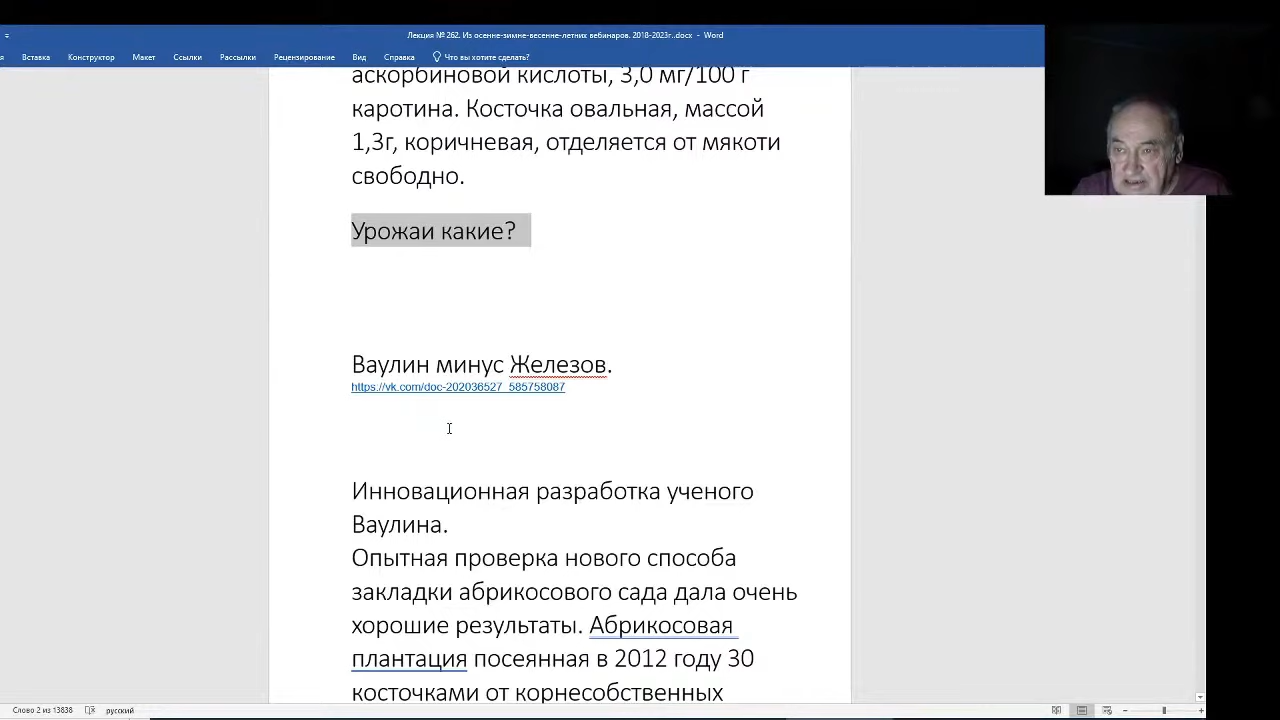 Лекция № 262. Из осенне-зимне-весенне-летних вебинаров. 2018-2023г..docx - Word
я Вставка Конструктор Макет Ссылки Рассылки Рецензирование Вид Справка Что вы хотите сделать?
аскорбиновой кислоты, 3,0 мг/100 г
каротина. Косточка овальная, массой
1,3г, коричневая, отделяется от мякоти
свободно.
Урожаи какие?
Ваулин минус Железов.
https://vk.com/doc-202036527_585758087
Инновационная разработка ученого
Ваулина.
Опытная проверка нового способа
закладки абрикосового сада дала очень
хорошие результаты. Абрикосовая
плантация посеянная в 2012 году 30
косточками от корнесобственных
Слово 2 из 13838 русский